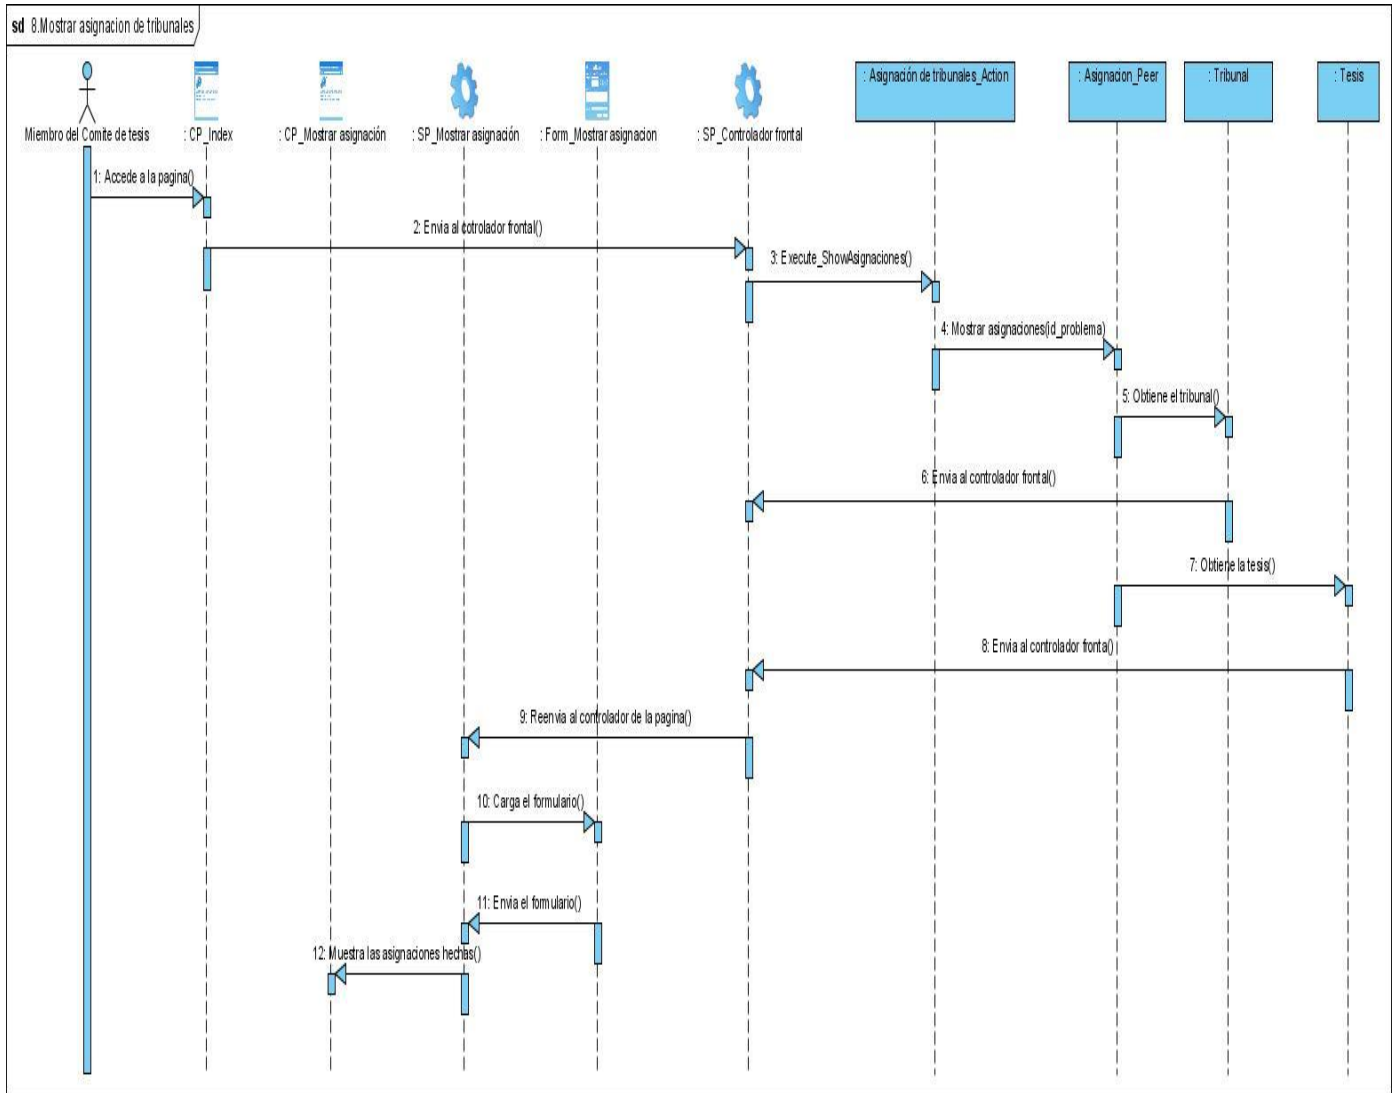 sd 8.Mostrar asignacion de tribunales
Miembro del Comite de tesis
: CP_Index
: CP_Mostrar asignación
: SP_Mostrar asignación
: Form_Mostrar asignacion
: SP_Controlador frontal
: Asignación de tribunales_Action
: Asignacion_Peer
: Tribunal
: Tesis
1: Accede a la pagina()
2: Envia al cotrolador frontal()
3: Execute_ShowAsignaciones()
4: Mostrar asignaciones(id_problema)
5: Obtiene el tribunal()
6: Envia al controlador frontal()
7: Obtiene la tesis()
8: Envia al controlador fronta()
9: Reenvia al controlador de la pagina()
10: Carga el formulario()
11: Envia el formulario()
12: Muestra las asignaciones hechas()